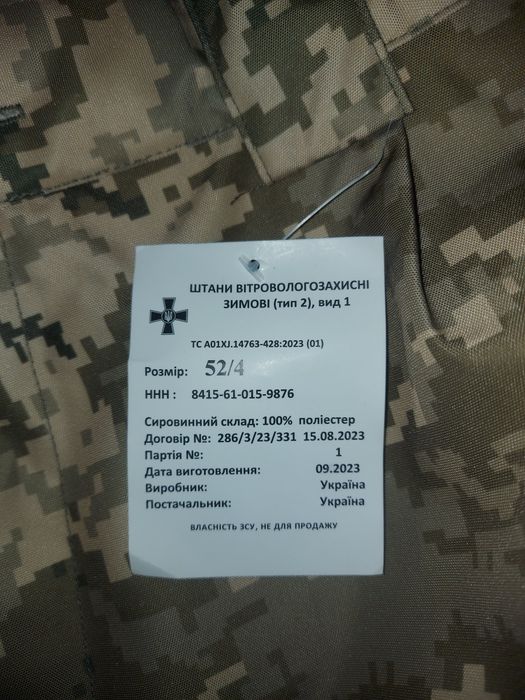 ШТАНИ ВІТРОВОЛОГОЗАХИСНІ
ЗИМОВІ (тип 2), вид 1
ТС А01XJ.14763-428:2023 (01)
Розмір: 52/4
ННН : 8415-61-015-9876
Сировинний склад: 100% поліестер
Договір №: 286/3/23/331 15.08.2023
Партія №: 1
Дата виготовлення: 09.2023
Виробник: Україна
Постачальник: Україна
ВЛАСНІСТЬ ЗСУ, НЕ ДЛЯ ПРОДАЖУ